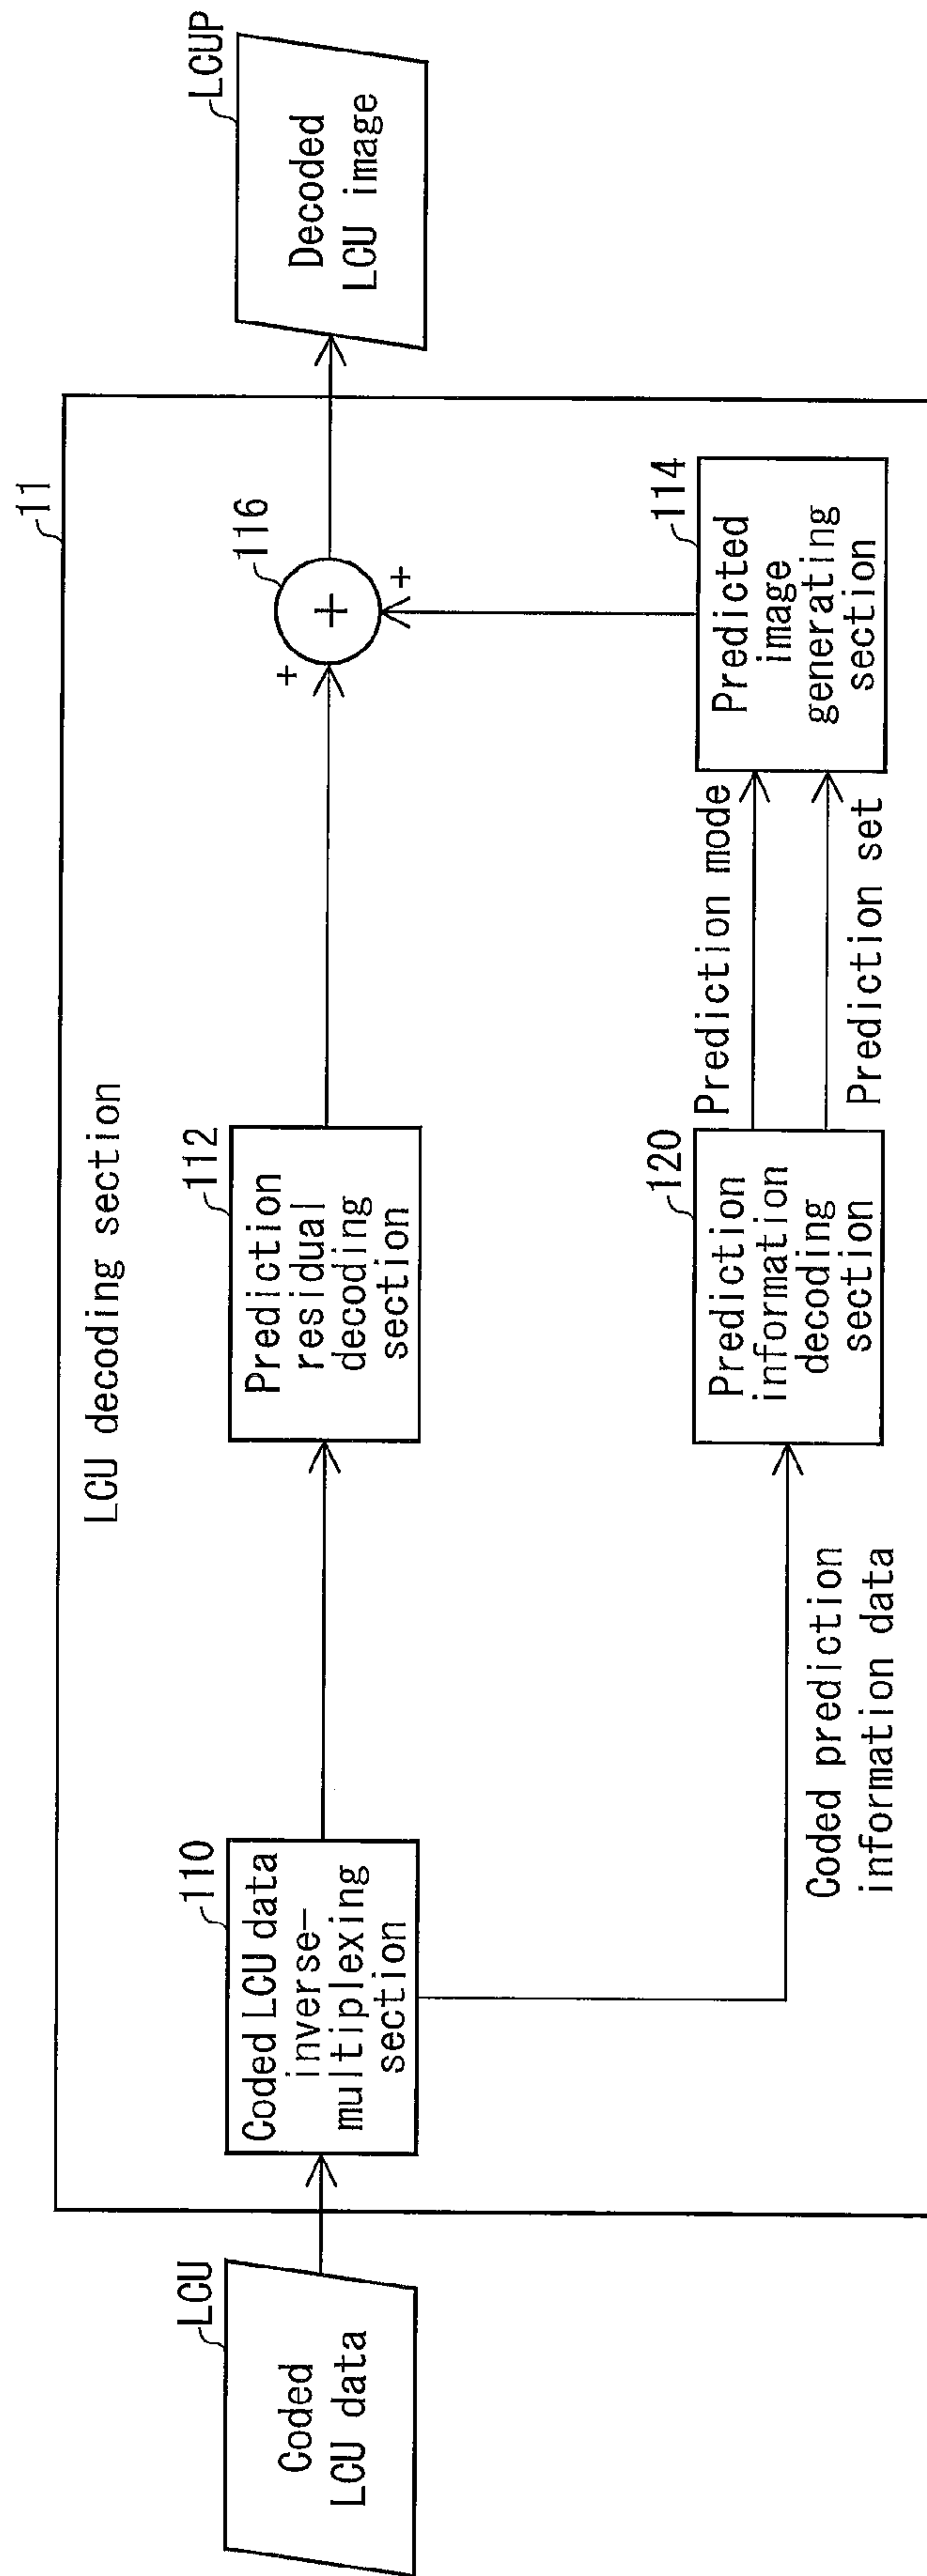 11
LCU decoding section
LCU
Coded
LCU data
110
Coded LCU data
inverse-
multiplexing
section
112
Prediction
residual
decoding
section
116
+
+
+
LCUP
Decoded
LCU image
Coded prediction
information data
120
Prediction
information
decoding
section
Prediction mode
Prediction set
114
Predicted
image
generating
section